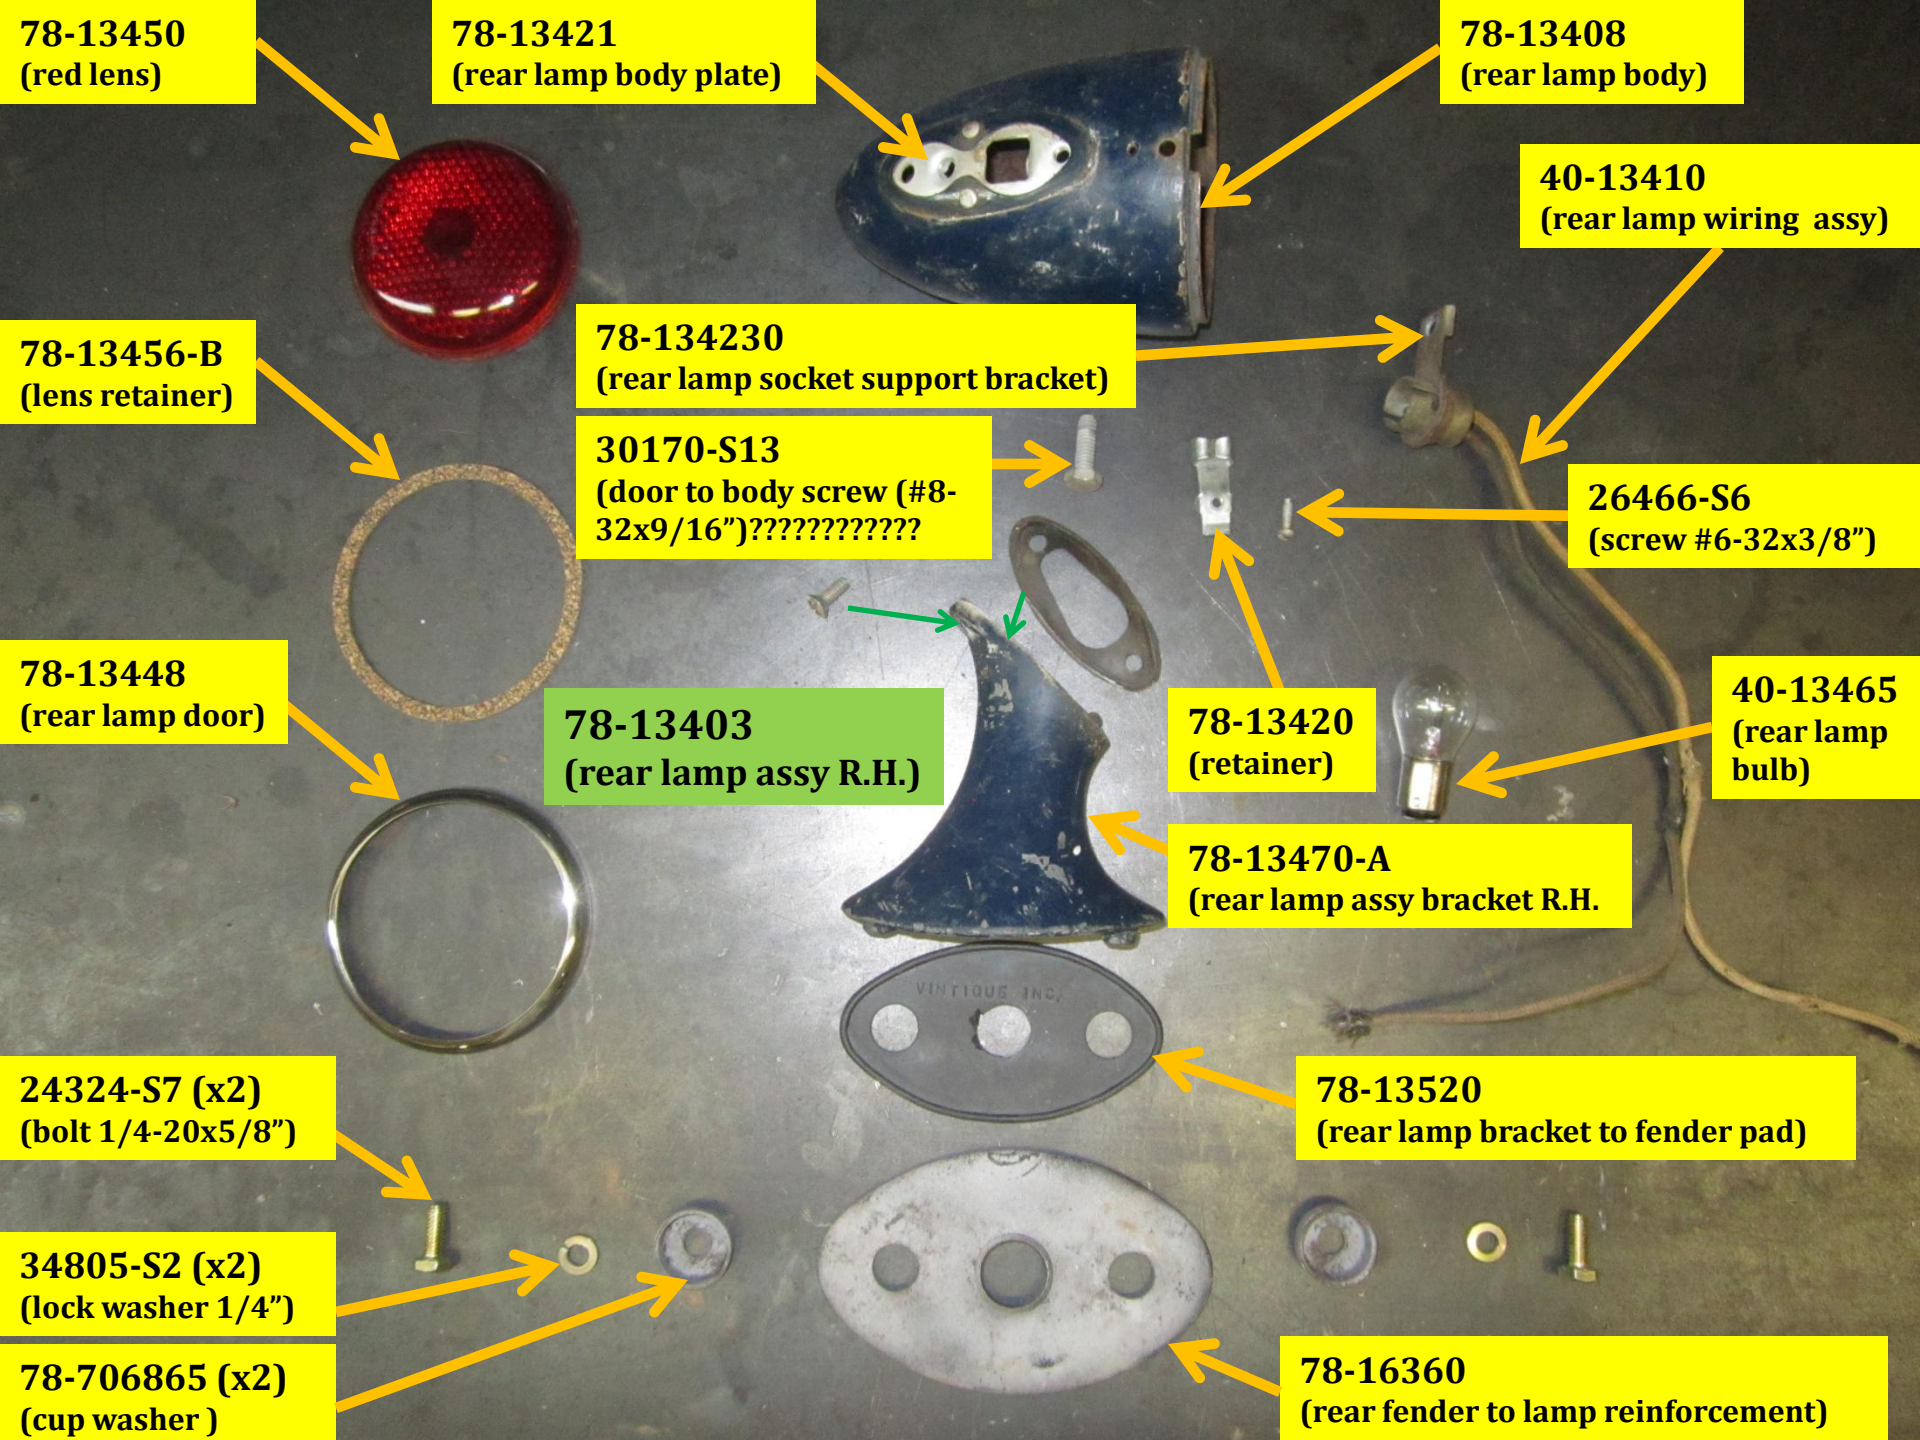 78-13450
(red lens)
78-13421
(rear lamp body plate)
78-13408
(rear lamp body)
40-13410
(rear lamp wiring assy)
78-13456-B
(lens retainer)
78-134230
(rear lamp socket support bracket)
30170-S13
(door to body screw (#8-
32x9/16”)????????????
26466-S6
(screw #6-32x3/8”)
78-13448
(rear lamp door)
78-13403
(rear lamp assy R.H.)
78-13420
(retainer)
40-13465
(rear lamp
bulb)
78-13470-A
(rear lamp assy bracket R.H.
VINTIQUE INC,
24324-S7 (x2)
(bolt 1/4-20x5/8”)
78-13520
(rear lamp bracket to fender pad)
34805-S2 (x2)
(lock washer 1/4”)
78-706865 (x2)
(cup washer )
78-16360
(rear fender to lamp reinforcement)